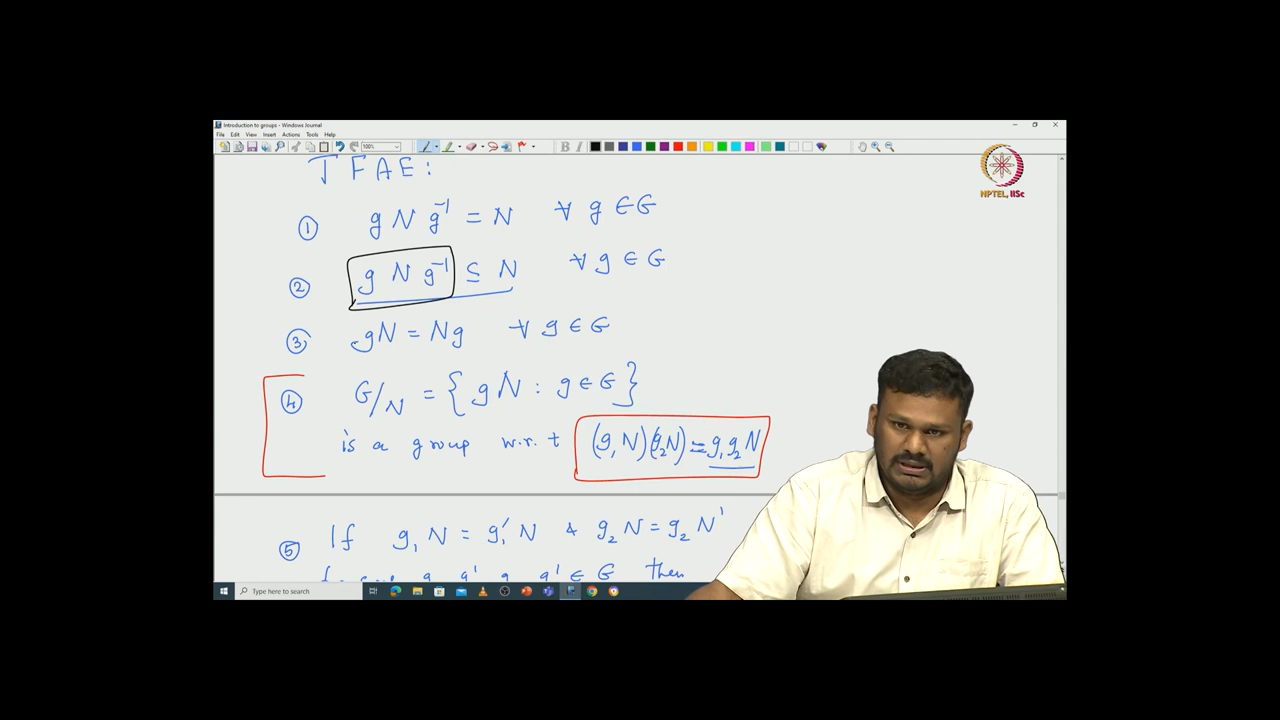 Introduction to groups - Windows Journal
File Edit View Insert Actions Tools Help
100%
B I
NPTEL, IISc
TFAE:
① g N g⁻¹ = N ∀ g ∈ G
② g N g⁻¹ ⊆ N ∀ g ∈ G
③ gN = Ng ∀ g ∈ G
④ G/N = { gN : g ∈ G }
is a group w.r.t (g₁N)(g₂N) = g₁g₂N
⑤ If g₁N = g₁'N & g₂N = g₂N'
g' g g' ∈ G then
Type here to search